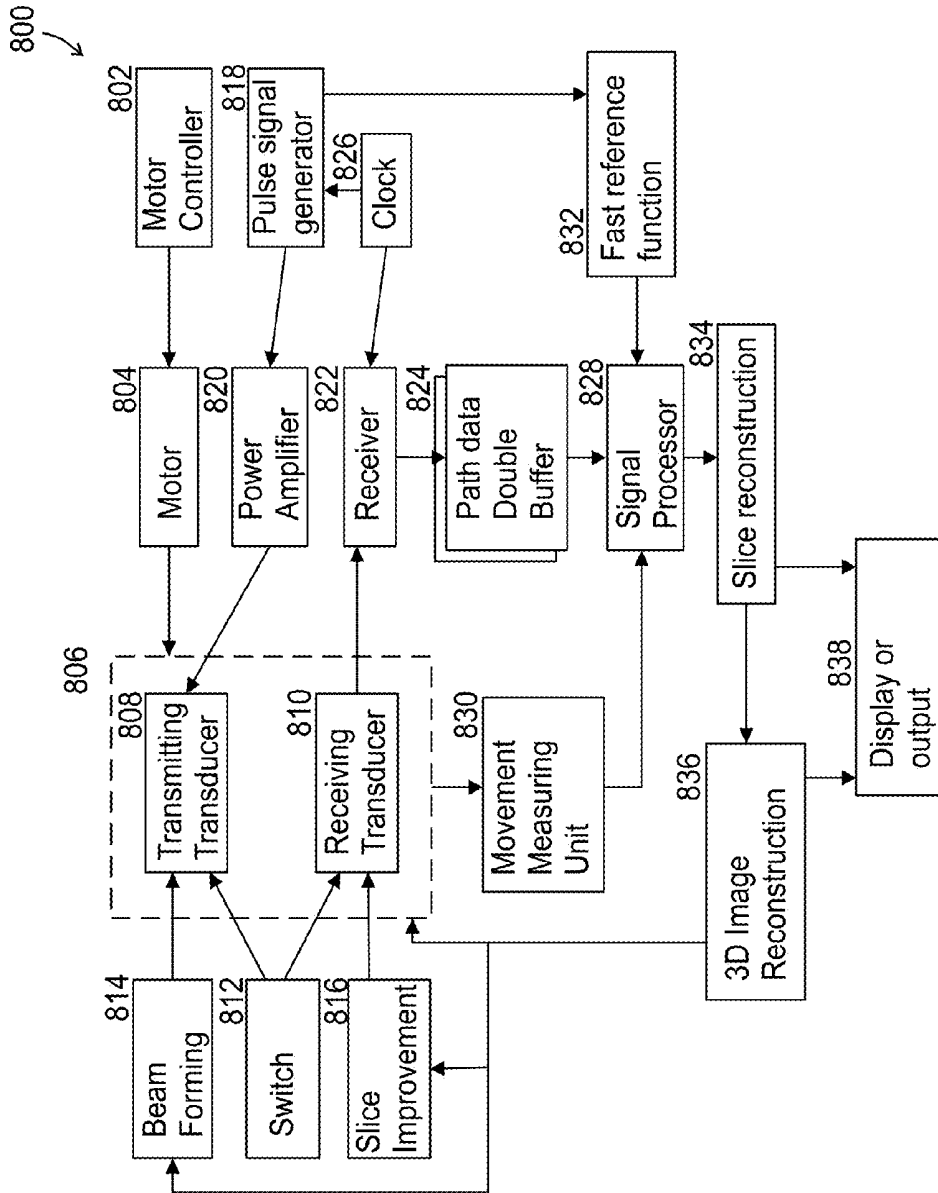 800
802
Motor
Controller
804
Motor
806
808
Transmitting
Transducer
810
Receiving
Transducer
814
Beam
Forming
812
Switch
816
Slice
Improvement
818
Pulse signal
generator
820
Power
Amplifier
826
Clock
822
Receiver
824
Path data
Double
Buffer
832
Fast reference
function
828
Signal
Processor
830
Movement
Measuring
Unit
834
Slice reconstruction
836
3D Image
Reconstruction
838
Display or
output